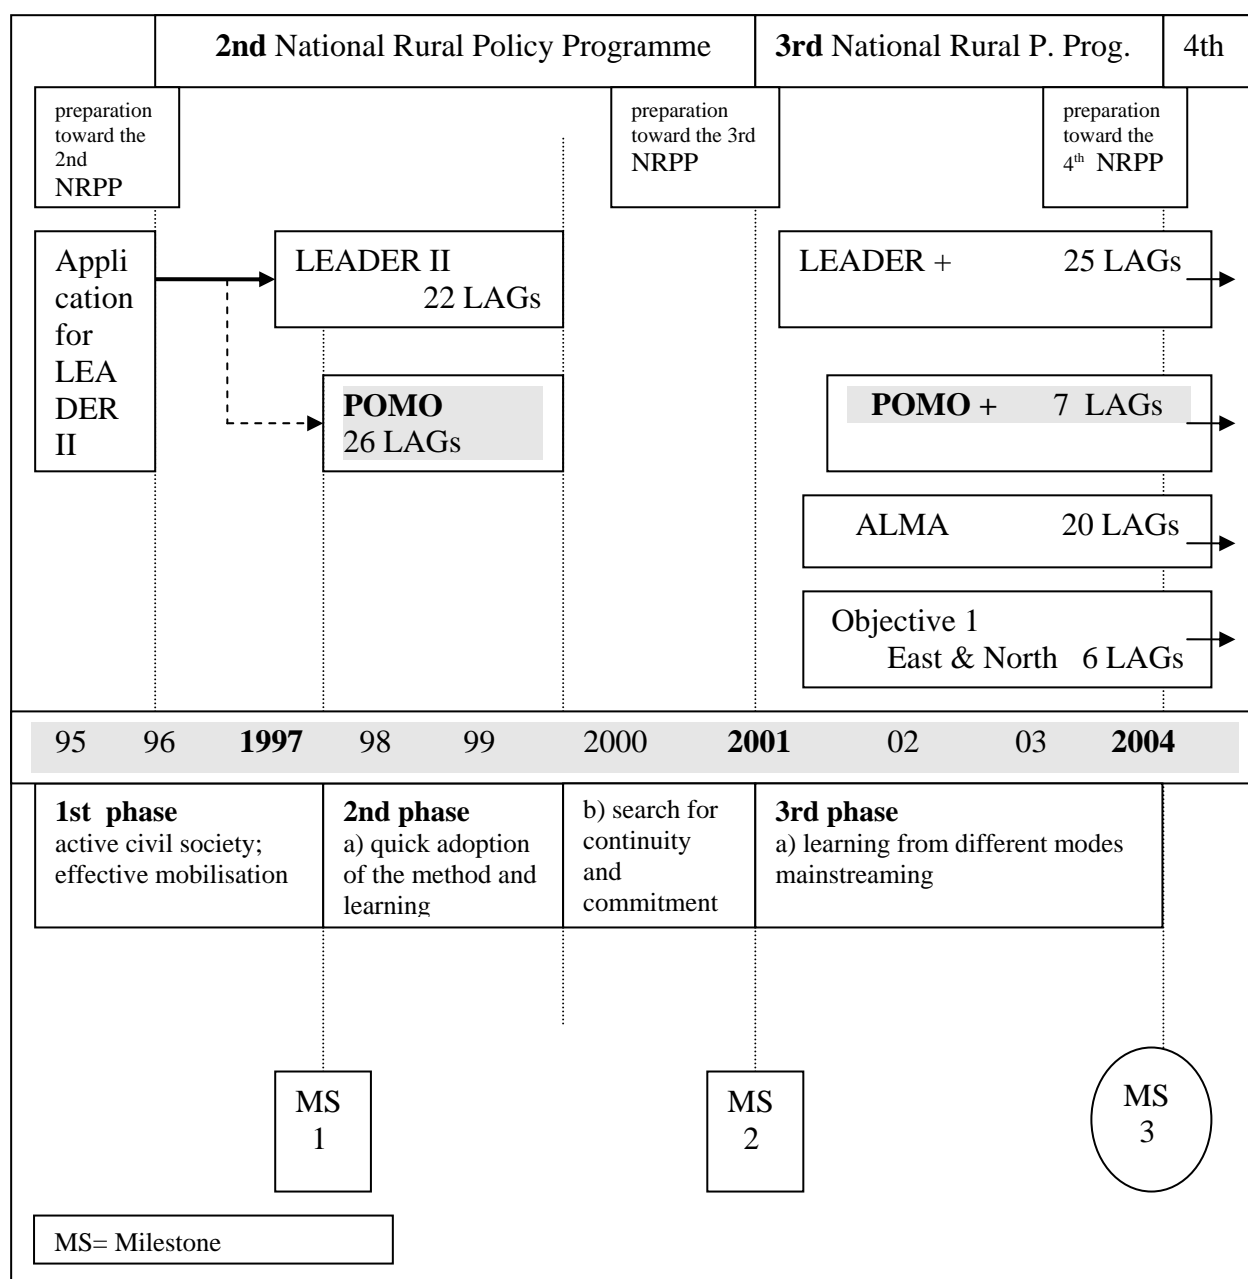 2nd National Rural Policy Programme
3rd National Rural P. Prog.
4th
preparation
toward the
2nd
NRPP
preparation
toward the 3rd
NRPP
preparation
toward the
4th NRPP
Appli
cation
for
LEA
DER
II
LEADER II
22 LAGs
LEADER + 25 LAGs
POMO
26 LAGs
POMO + 7 LAGs
ALMA 20 LAGs
Objective 1
East & North 6 LAGs
95 96 1997 98 99 2000 2001 02 03 2004
1st phase
active civil society;
effective mobilisation
2nd phase
a) quick adoption
of the method and
learning
b) search for
continuity
and
commitment
3rd phase
a) learning from different modes
mainstreaming
MS
1
MS
2
MS
3
MS= Milestone